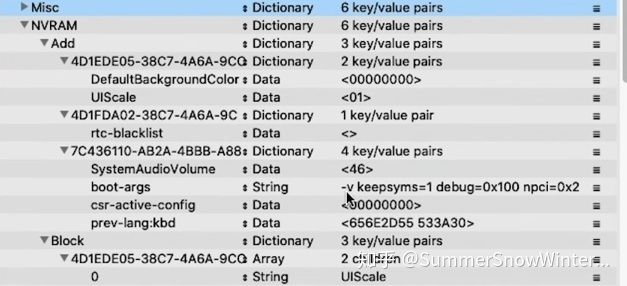 Misc Dictionary 6 key/value pairs
NVRAM Dictionary 6 key/value pairs
Add Dictionary 3 key/value pairs
4D1EDE05-38C7-4A6A-9CC Dictionary 2 key/value pairs
DefaultBackgroundColor Data <00000000>
UIScale Data <01>
4D1FDA02-38C7-4A6A-9C Dictionary 1 key/value pair
rtc-blacklist Data <>
7C436110-AB2A-4BBB-A88 Dictionary 4 key/value pairs
SystemAudioVolume Data <46>
boot-args String -v keepsyms=1 debug=0x100 npci=0x2
csr-active-config Data <00000000>
prev-lang:kbd Data <656E2D55 533A30>
Block Dictionary 3 key/value pairs
4D1EDE05-38C7-4A6A-9CC Array 2 children
0 String UIScale
知乎 @SummerSnowWinter...